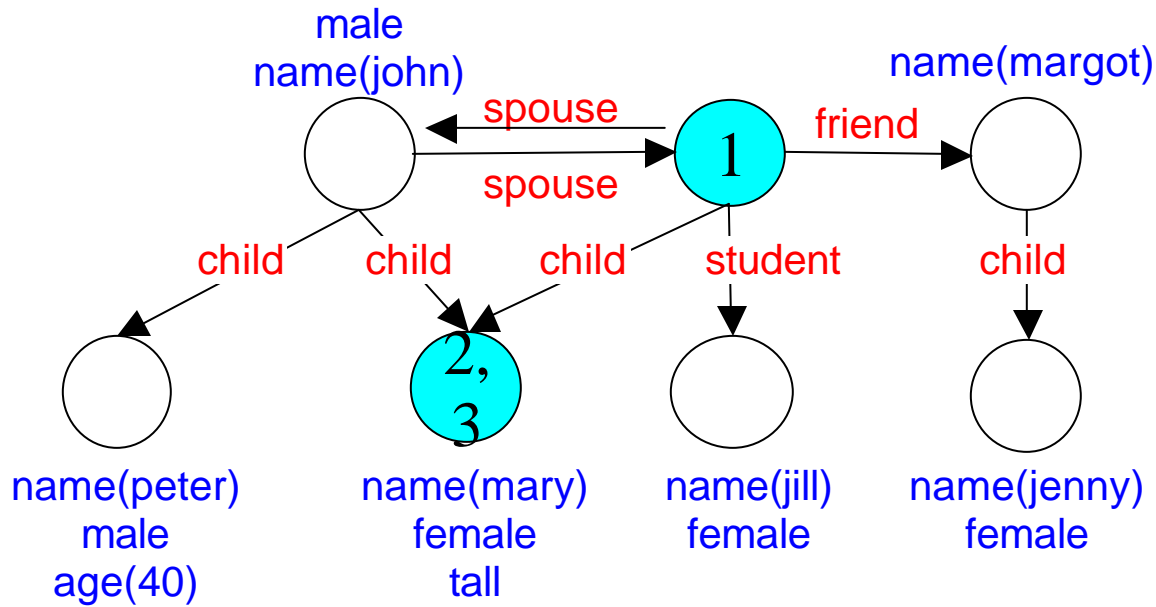 male
name(john)
name(margot)
spouse
friend
1
spouse
child
child
child
student
child
2,
3
name(peter)
male
age(40)
name(mary)
female
tall
name(jill)
female
name(jenny)
female